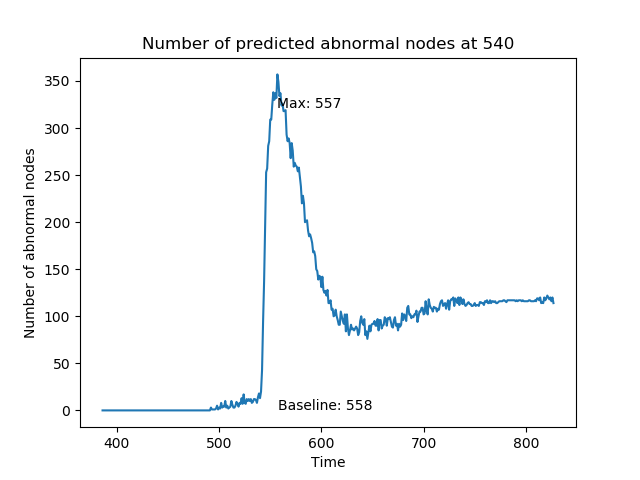 Number of predicted abnormal nodes at 540
350
300
250
200
150
100
50
0
Number of abnormal nodes
Max: 557
Baseline: 558
400 500 600 700 800
Time